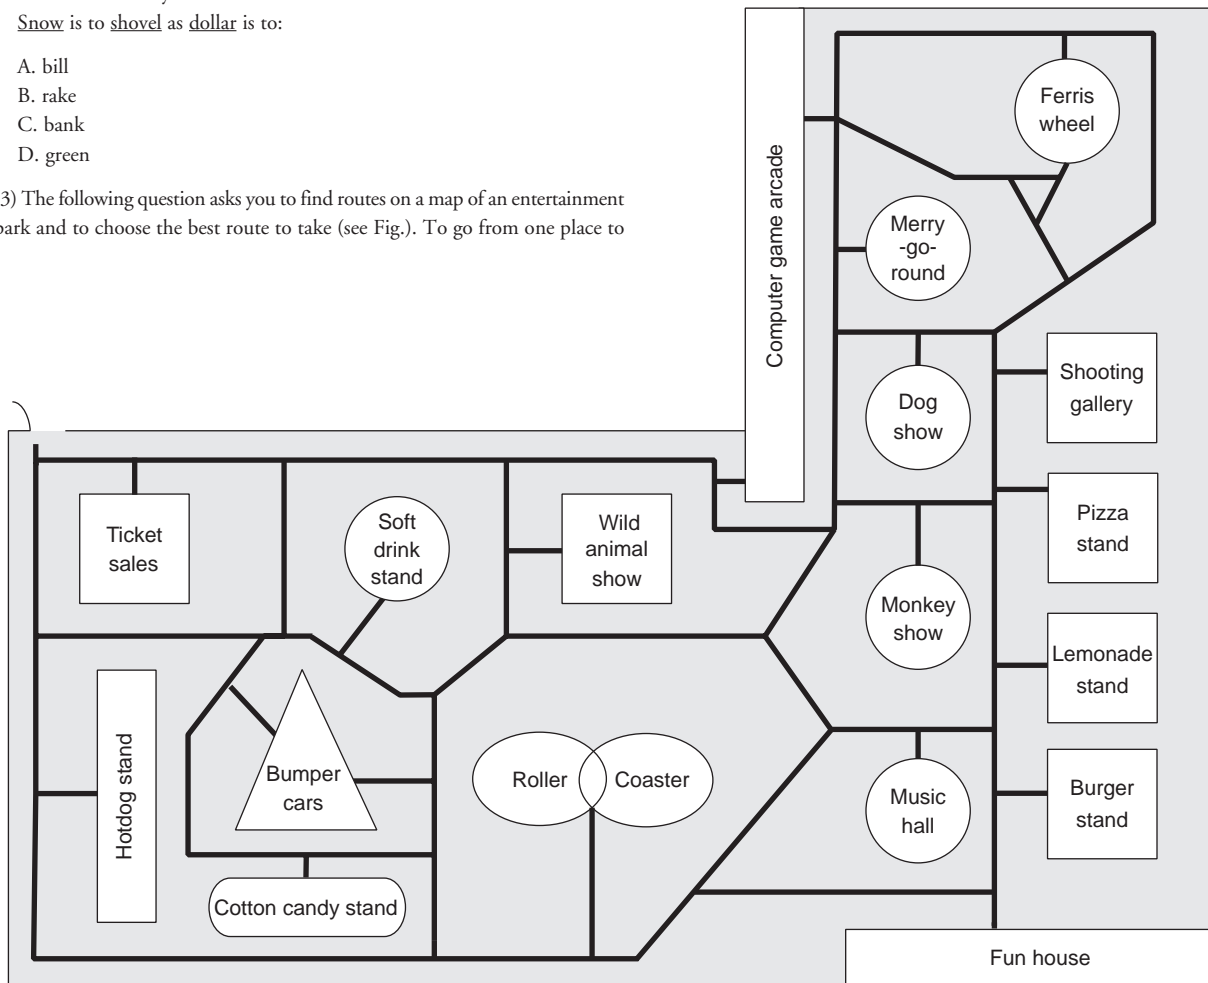 Snow is to shovel as dollar is to:
A. bill
B. rake
C. bank
D. green
3) The following question asks you to find routes on a map of an entertainment
park and to choose the best route to take (see Fig.). To go from one place to
Ferris
wheel
Computer game arcade
Merry
-go-
round
Shooting
gallery
Dog
show
Ticket
sales
Soft
drink
stand
Wild
animal
show
Pizza
stand
Monkey
show
Lemonade
stand
Hotdog stand
Bumper
cars
Roller Coaster
Music
hall
Burger
stand
Cotton candy stand
Fun house